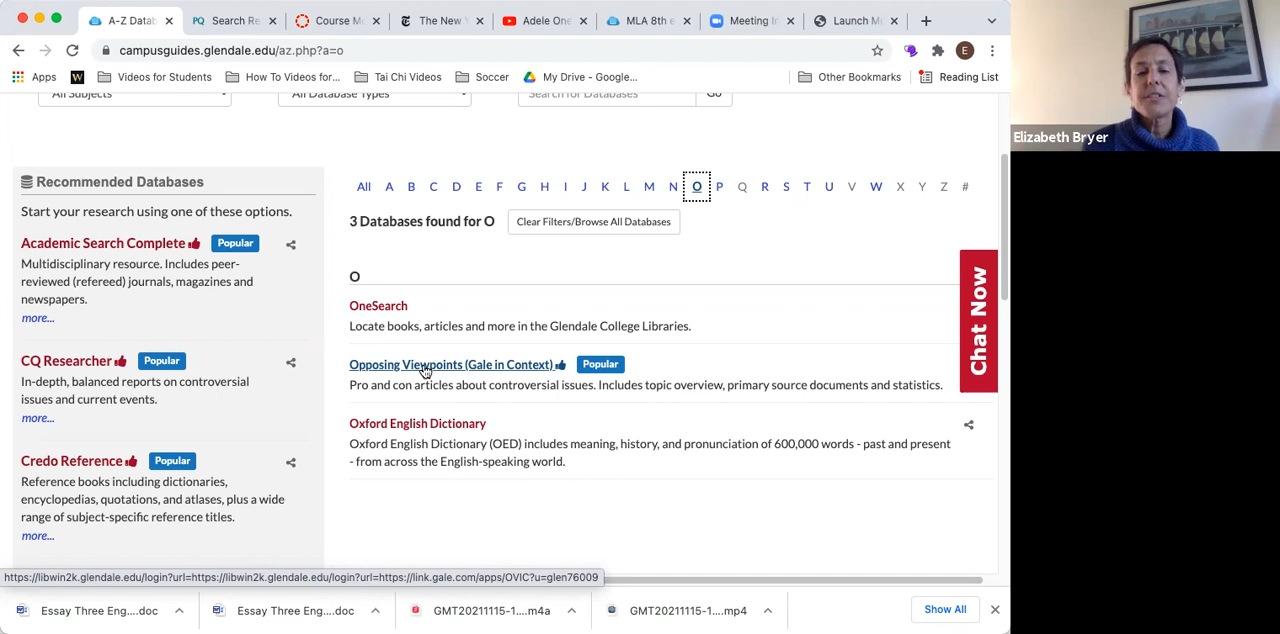 A-Z Datab
Search Re
Course M
The New
Adele One
MLA 8th e
Meeting In
Launch M
campusguides.glendale.edu/az.php?a=o
E
Apps
W
Videos for Students
How To Videos for...
Tai Chi Videos
Soccer
My Drive - Google...
Other Bookmarks
Reading List
All Subjects
All Database Types
Search for Databases
Go
Recommended Databases
Start your research using one of these options.
Academic Search Complete Popular
Multidisciplinary resource. Includes peer-
reviewed (refereed) journals, magazines and
newspapers.
more...
CQ Researcher Popular
In-depth, balanced reports on controversial
issues and current events.
more...
Credo Reference Popular
Reference books including dictionaries,
encyclopedias, quotations, and atlases, plus a wide
range of subject-specific reference titles.
more...
All A B C D E F G H I J K L M N O P Q R S T U V W X Y Z #
3 Databases found for O
Clear Filters/Browse All Databases
O
OneSearch
Locate books, articles and more in the Glendale College Libraries.
Opposing Viewpoints (Gale in Context) Popular
Pro and con articles about controversial issues. Includes topic overview, primary source documents and statistics.
Oxford English Dictionary
Oxford English Dictionary (OED) includes meaning, history, and pronunciation of 600,000 words - past and present
- from across the English-speaking world.
Chat Now
https://libwin2k.glendale.edu/login?url=https://libwin2k.glendale.edu/login?url=https://link.gale.com/apps/OVIC?u=glen76009
Essay Three Eng....doc
Essay Three Eng....doc
GMT20211115-1....m4a
GMT20211115-1....mp4
Show All
Elizabeth Bryer